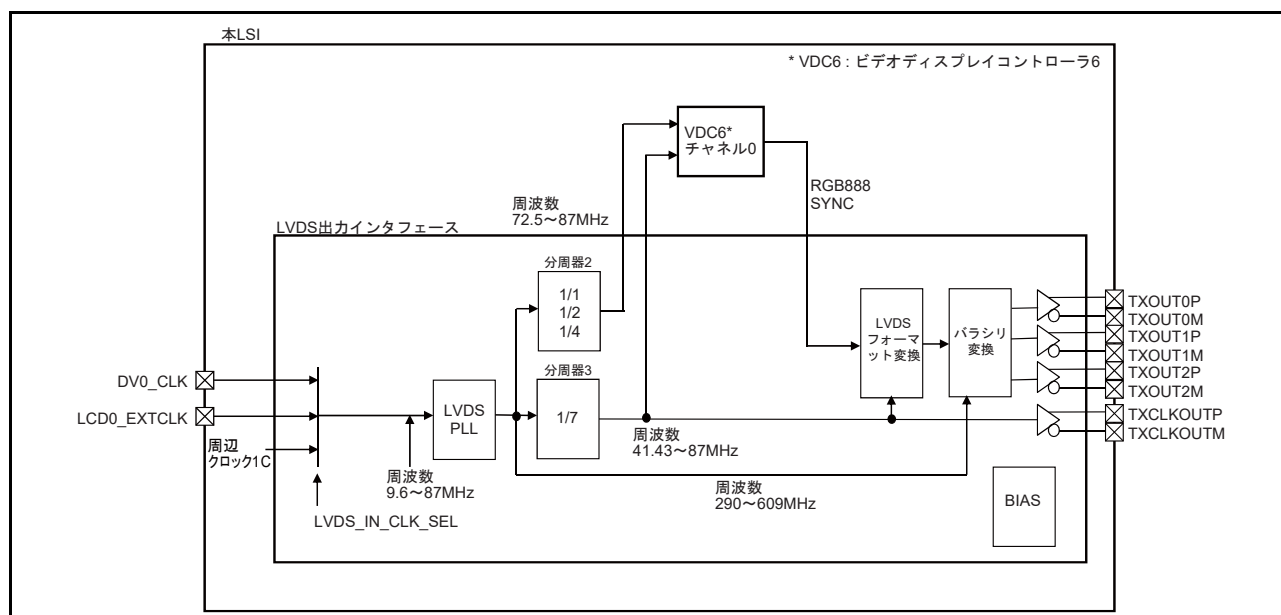 本LSI
* VDC6 : ビデオディスプレイコントローラ6
VDC6*
チャネル0
RGB888
SYNC
周波数
72.5～87MHz
LVDS出力インタフェース
分周器2
1/1
1/2
1/4
LVDS
フォーマ
ット変換
パラシリ
変換
TXOUT0P
TXOUT0M
TXOUT1P
TXOUT1M
TXOUT2P
TXOUT2M
DV0_CLK
LCD0_EXTCLK
周辺
クロック1C
LVDS
PLL
分周器3
1/7
TXCLKOUTP
TXCLKOUTM
周波数
41.43～87MHz
周波数
9.6～87MHz
周波数
290～609MHz
BIAS
LVDS_IN_CLK_SEL